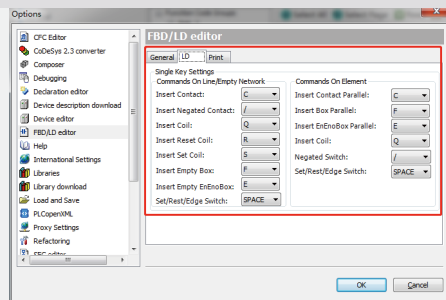 Options
CFC Editor
CoDeSys 2.3 converter
Composer
Debugging
Declaration editor
Device description download
Device editor
FBD/LD editor
Help
International Settings
Libraries
Library download
Load and Save
PLCopenXML
Proxy Settings
Refactoring
SFC editor
FBD/LD editor
General LD Print
Single Key Settings
Commands On Line/Empty Network
Insert Contact: C
Insert Negated Contact: /
Insert Coil: Q
Insert Reset Coil: R
Insert Set Coil: S
Insert Empty Box: F
Insert Empty EnEnoBox: E
Set/Rest/Edge Switch: SPACE
Commands On Element
Insert Contact Parallel: C
Insert Box Parallel: F
Insert EnEnoBox Parallel: E
Insert Coil: Q
Negated Switch: /
Set/Rest/Edge Switch: SPACE
OK Cancel